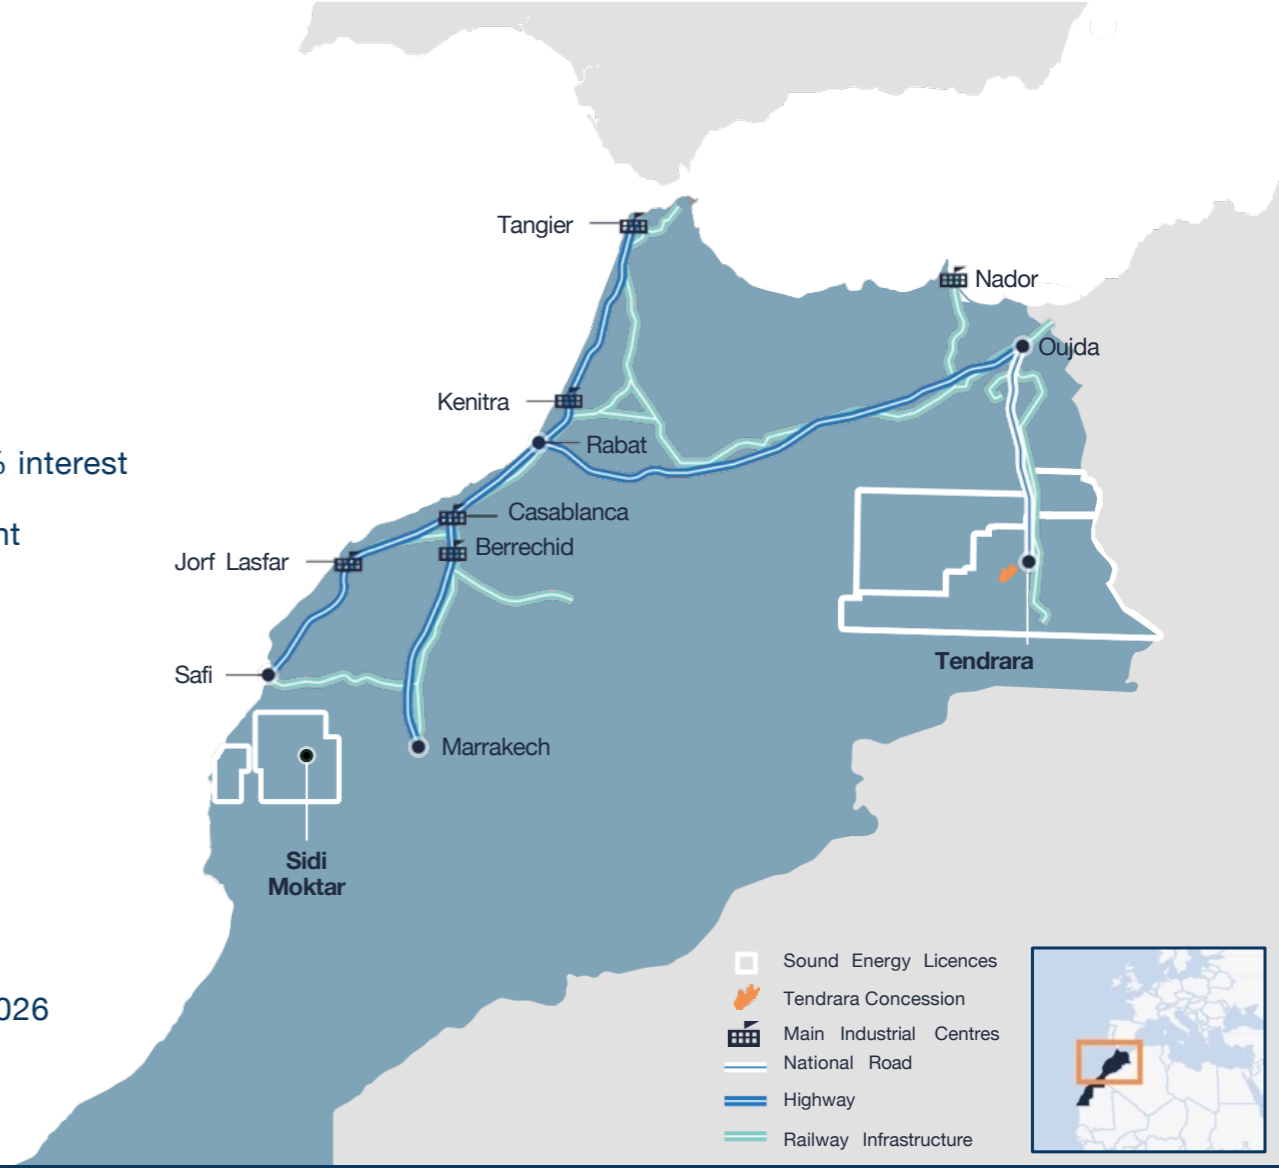 % interest
nt
026
Tangier
Nador
Oujda
Kenitra
Rabat
Casablanca
Berrechid
Jorf Lasfar
Safi
Tendrara
Marrakech
Sidi
Moktar
Sound Energy Licences
Tendrara Concession
Main Industrial Centres
National Road
Highway
Railway Infrastructure